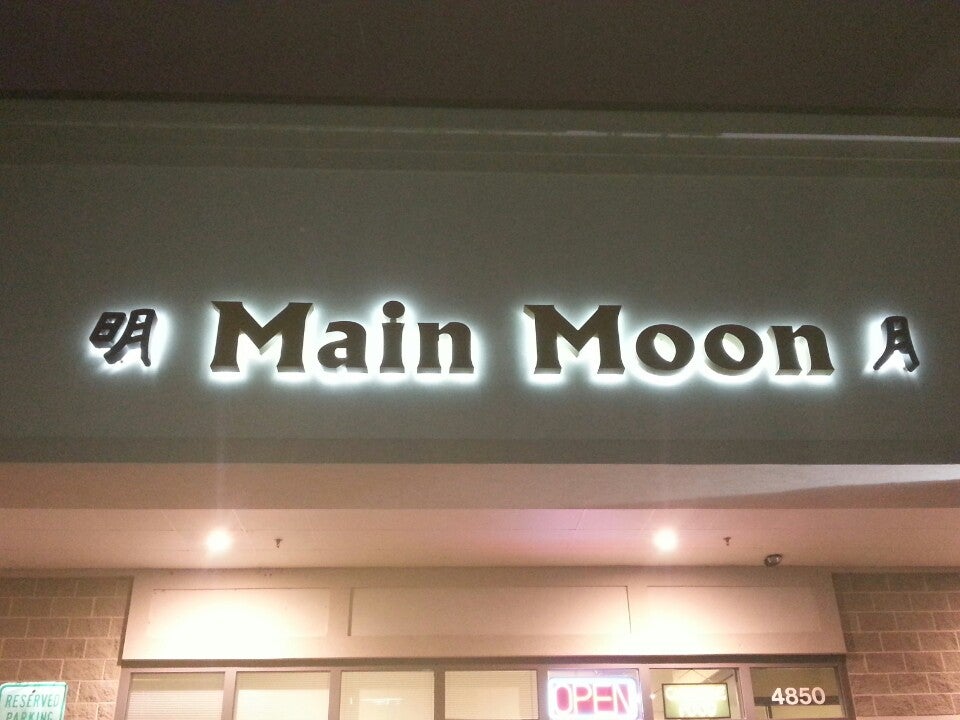 明 Main Moon 月
OPEN
4850
RESERVED
PARKING